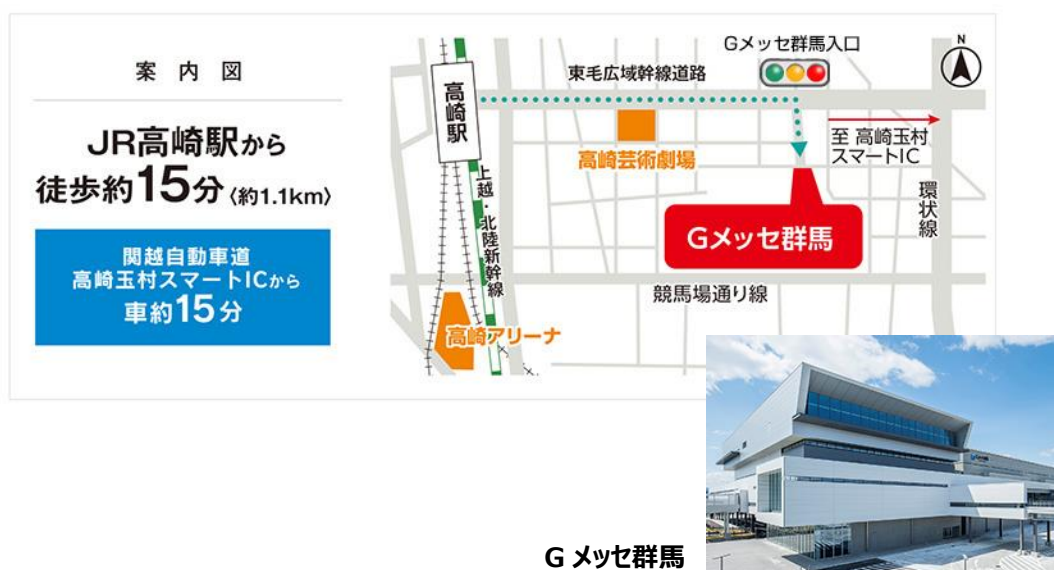 案内図
JR高崎駅から
徒歩約15分〈約1.1km〉
関越自動車道
高崎玉村スマートICから
車約15分
N
Gメッセ群馬入口
東毛広域幹線道路
高崎駅
高崎芸術劇場
至 高崎玉村
スマートIC
環状線
上越・北陸新幹線
Gメッセ群馬
競馬場通り線
高崎アリーナ
G メッセ群馬